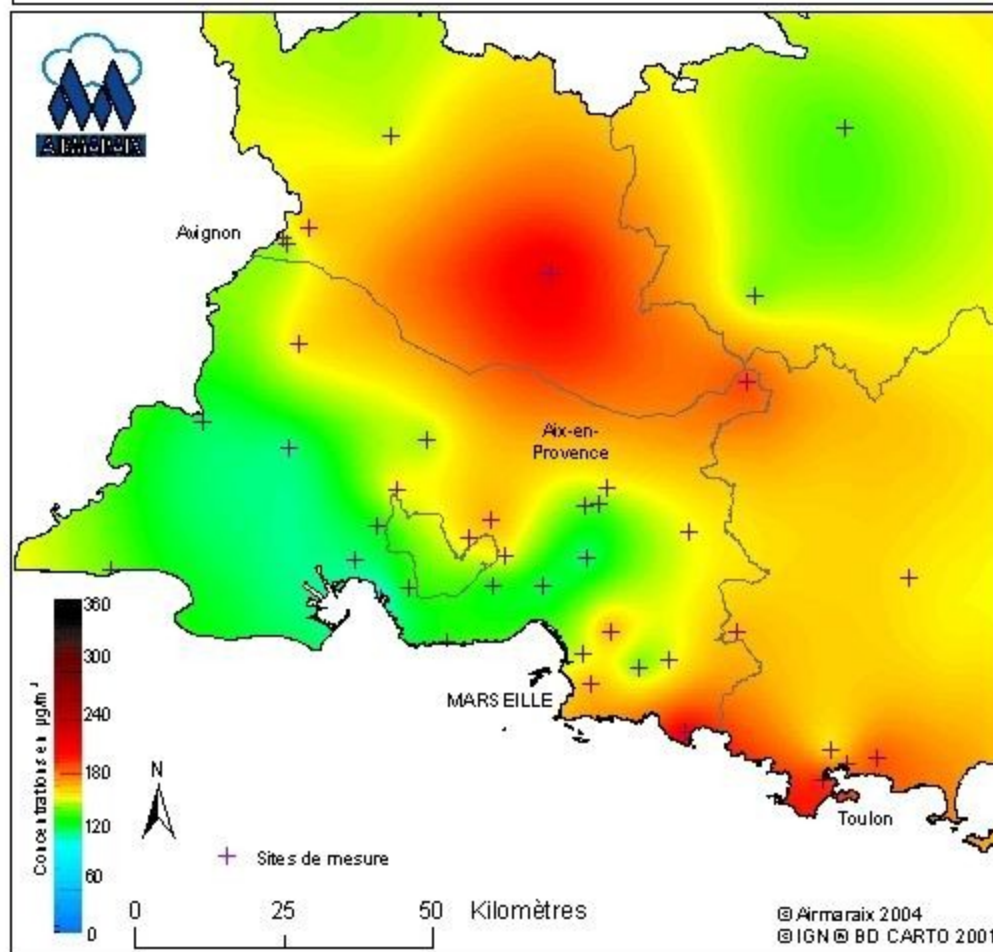 AIRMARAIX
Avignon
Aix-en-
Provence
MARSEILLE
Toulon
Concentrations en µg/m³
360
300
240
180
120
60
0
N
Sites de mesure
0 25 50 Kilomètres
© Airmaraix 2004
© IGN ® BD CARTO 2001